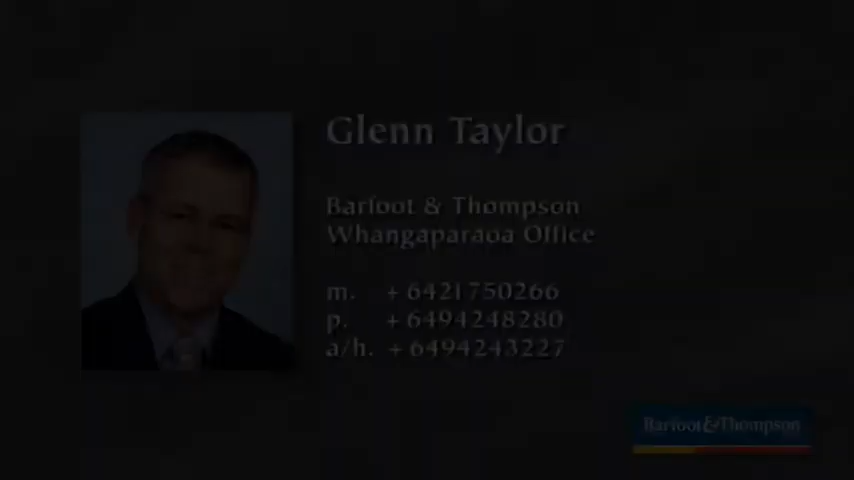 Glenn Taylor
Barfoot & Thompson
Whangaparaoa Office
m. + 6421750266
p. + 6494248280
a/h. + 6494243227
Barfoot&Thompson